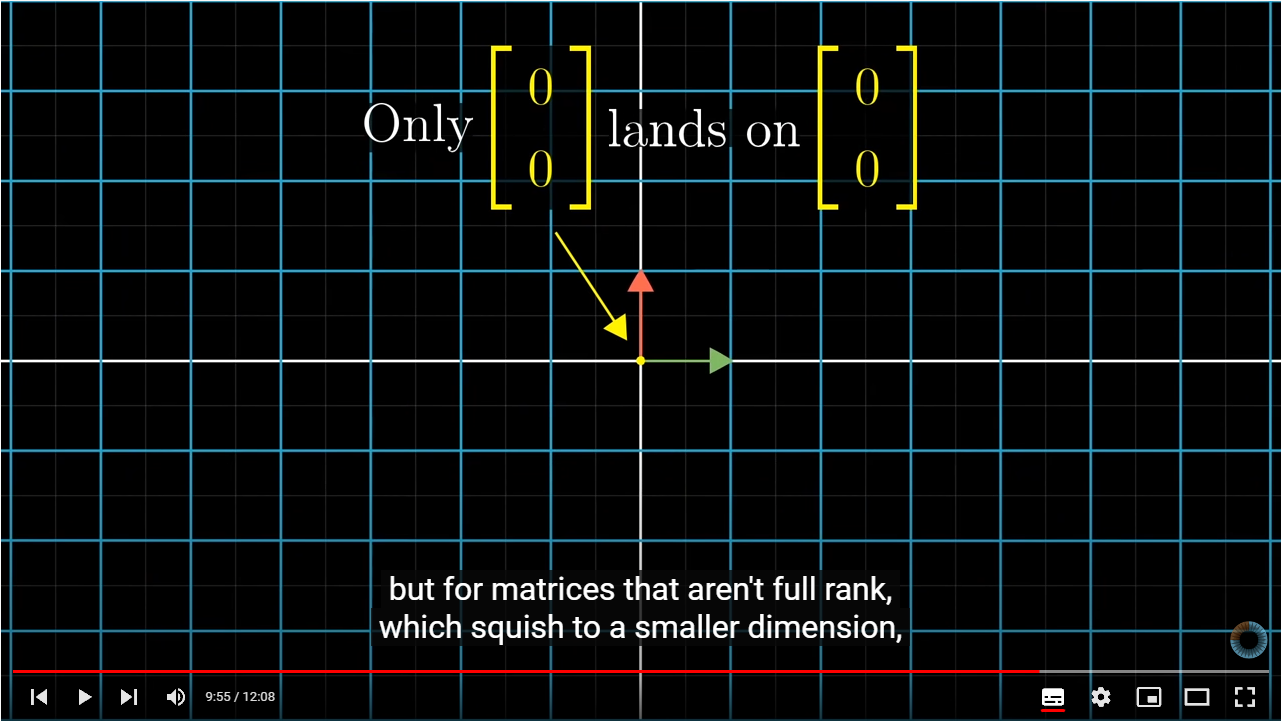 Only [0 0] lands on [0 0]
but for matrices that aren't full rank,
which squish to a smaller dimension,
9:55 / 12:08